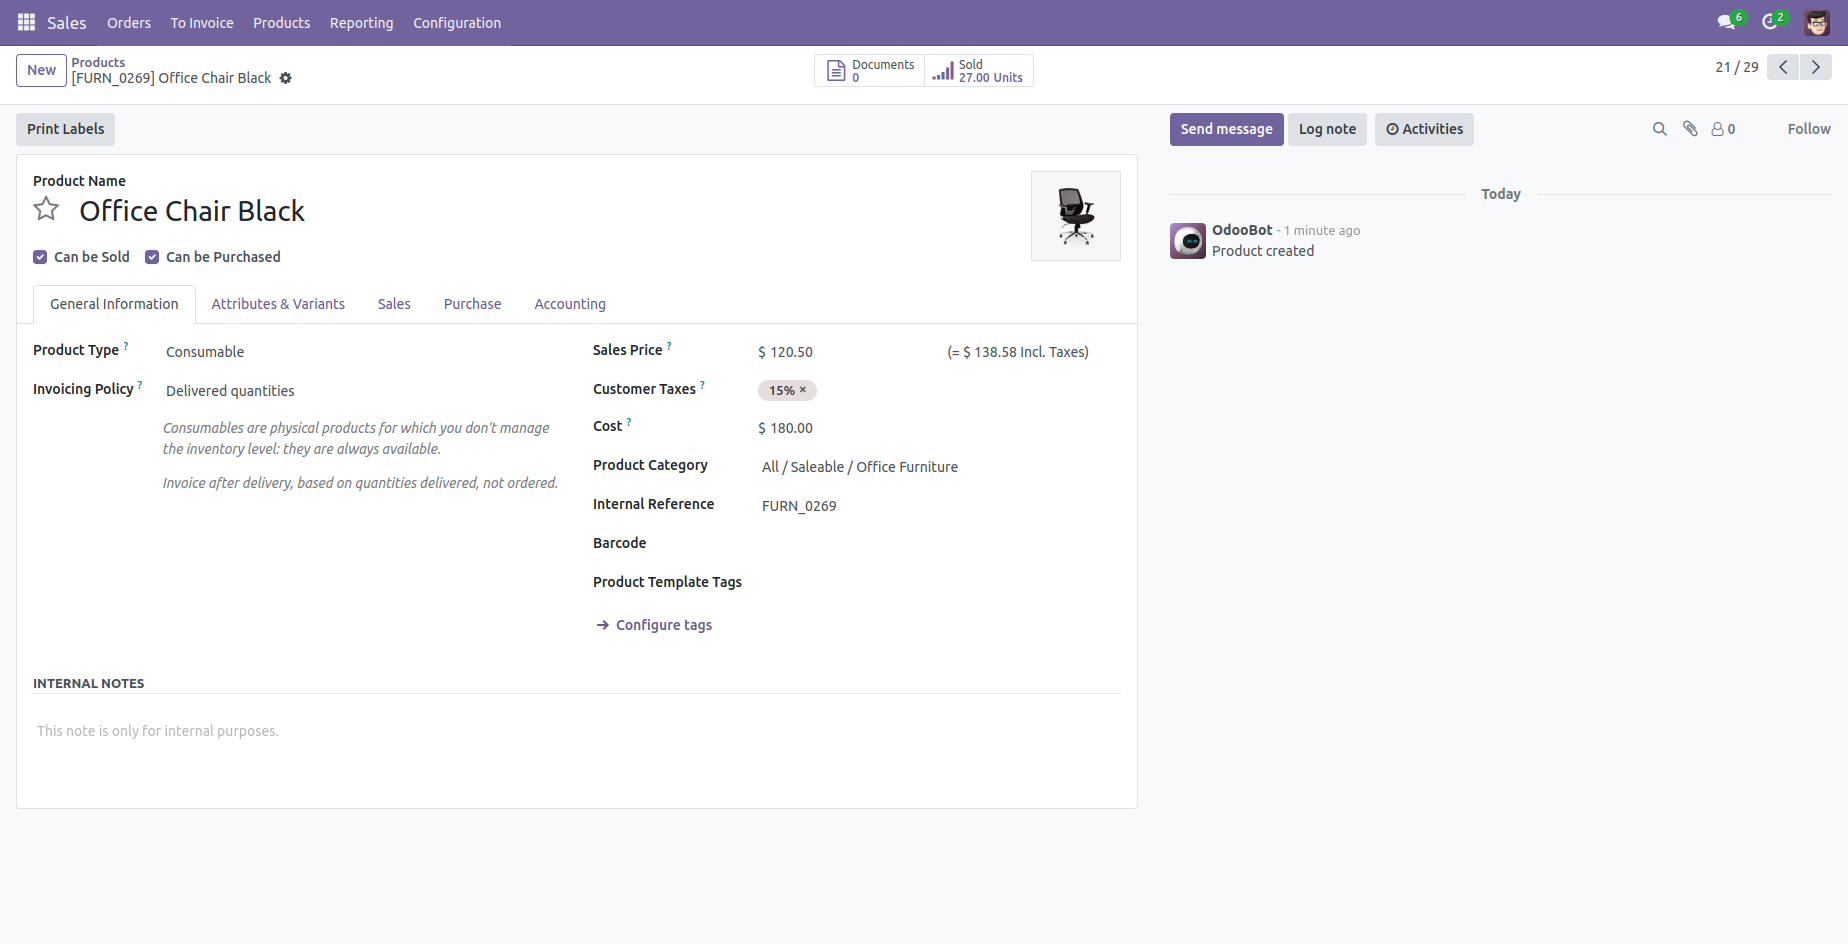 Sales Orders To Invoice Products Reporting Configuration 6 2
New
Products
[FURN_0269] Office Chair Black
Documents
0
Sold
27.00 Units
21 / 29
Print Labels
Send message Log note Activities 0 Follow
Product Name
Office Chair Black
Can be Sold Can be Purchased
General Information Attributes & Variants Sales Purchase Accounting
Product Type ? Consumable
Invoicing Policy ? Delivered quantities
Consumables are physical products for which you don't manage
the inventory level: they are always available.
Invoice after delivery, based on quantities delivered, not ordered.
Sales Price ? $ 120.50 (= $ 138.58 Incl. Taxes)
Customer Taxes ? 15% ×
Cost ? $ 180.00
Product Category All / Saleable / Office Furniture
Internal Reference FURN_0269
Barcode
Product Template Tags
→ Configure tags
INTERNAL NOTES
This note is only for internal purposes.
Today
OdooBot - 1 minute ago
Product created